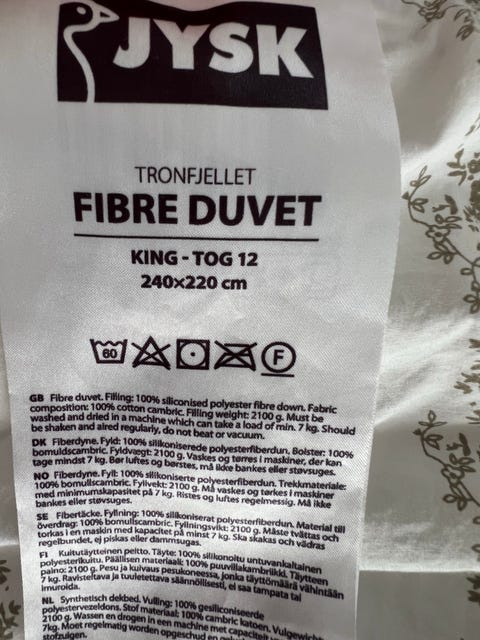 JYSK
TRONFJELLET
FIBRE DUVET
KING - TOG 12
240x220 cm
60
F
GB Fibre duvet. Filling: 100% siliconised polyester fibre down. Fabric
composition: 100% cotton cambric. Filling weight: 2100 g. Must be
washed and dried in a machine which can take a load of min. 7 kg. Should
be shaken and aired regularly, do not beat or vacuum.
DK Fiberdyne. Fyld: 100% silikoniserede polyesterfiberdun. Bolster: 100%
bomuldscambric. Fyldvægt: 2100 g. Vaskes og tørres i maskiner, der kan
tage mindst 7 kg. Bør luftes og børstes, må ikke bankes eller støvsuges.
NO Fiberdyne. Fyll: 100% silikoniserte polyesterfiberdun. Trekkmateriale:
100% bomullscambric. Fyllvekt: 2100 g. Må vaskes og tørkes i maskiner
med minimumskapasitet på 7 kg. Ristes og luftes regelmessig. Må ikke
bankes eller støvsuges.
SE Fibertäcke. Fyllning: 100% silikoniserat polyesterfiberdun. Material till
överdrag: 100% bomullscambric. Fyllningsvikt: 2100 g. Måste tvättas och
torkas i en maskin med kapacitet på minst 7 kg. Ska skakas och vädras
regelbundet, ej piskas eller dammsugas.
FI Kuitutäytteinen peitto. Täyte: 100% silikonoitu untuvankaltainen
polyesterikuitu. Päällisen materiaali: 100% puuvillakambriikki. Täytteen
paino: 2100 g. Pesu ja kuivaus pesukoneessa, jonka täyttömäärä vähintään
7 kg. Ravisteltava ja tuuletettava säännöllisesti, ei saa tampata tai
imuroida.
NL Synthetisch dekbed. Vulling: 100% gesiliconiseerde
polyestervezeldons. Stof materiaal: 100% cambric katoen. Vulgewicht
2100 g. Wassen en drogen in een machine met capaciteit
7kg. Moet regelmatig worden opgeschud en
stofzuigen.